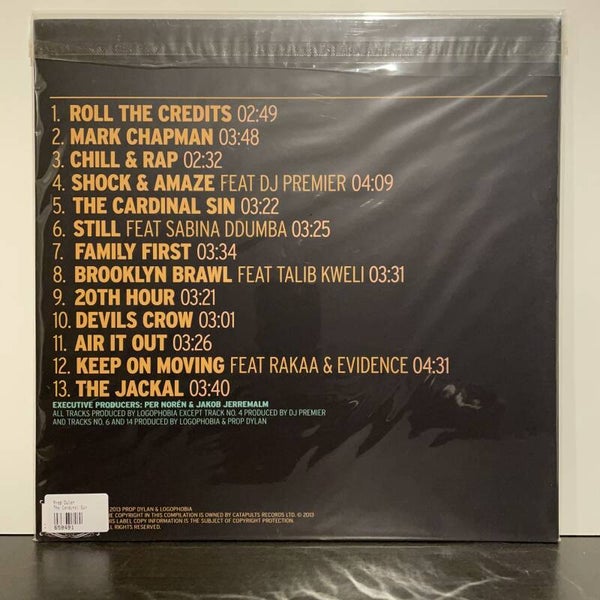 1. ROLL THE CREDITS 02:49
2. MARK CHAPMAN 03:48
3. CHILL & RAP 02:32
4. SHOCK & AMAZE FEAT DJ PREMIER 04:09
5. THE CARDINAL SIN 03:22
6. STILL FEAT SABINA DDUMBA 03:25
7. FAMILY FIRST 03:34
8. BROOKLYN BRAWL FEAT TALIB KWELI 03:31
9. 20TH HOUR 03:21
10. DEVILS CROW 03:01
11. AIR IT OUT 03:26
12. KEEP ON MOVING FEAT RAKAA & EVIDENCE 04:31
13. THE JACKAL 03:40
EXECUTIVE PRODUCERS: PER NORÉN & JAKOB JERREMALM
ALL TRACKS PRODUCED BY LOGOPHOBIA EXCEPT TRACK NO. 4 PRODUCED BY DJ PREMIER
AND TRACKS NO. 6 AND 14 PRODUCED BY LOGOPHOBIA & PROP DYLAN
Prop Dylan
The Cardinal Sin
2013 PROP DYLAN & LOGOPHOBIA
COPYRIGHT IN THIS COMPILATION IS OWNED BY CATAPULTS RECORDS LTD. © 2013
LABEL COPY INFORMATION IS THE SUBJECT OF COPYRIGHT PROTECTION.
RIGHTS RESERVED.